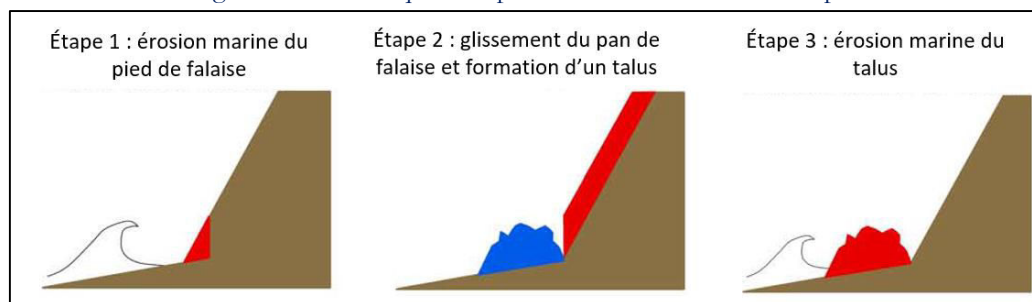 Étape 1 : érosion marine du
pied de falaise
Étape 2 : glissement du pan de
falaise et formation d’un talus
Étape 3 : érosion marine du
talus